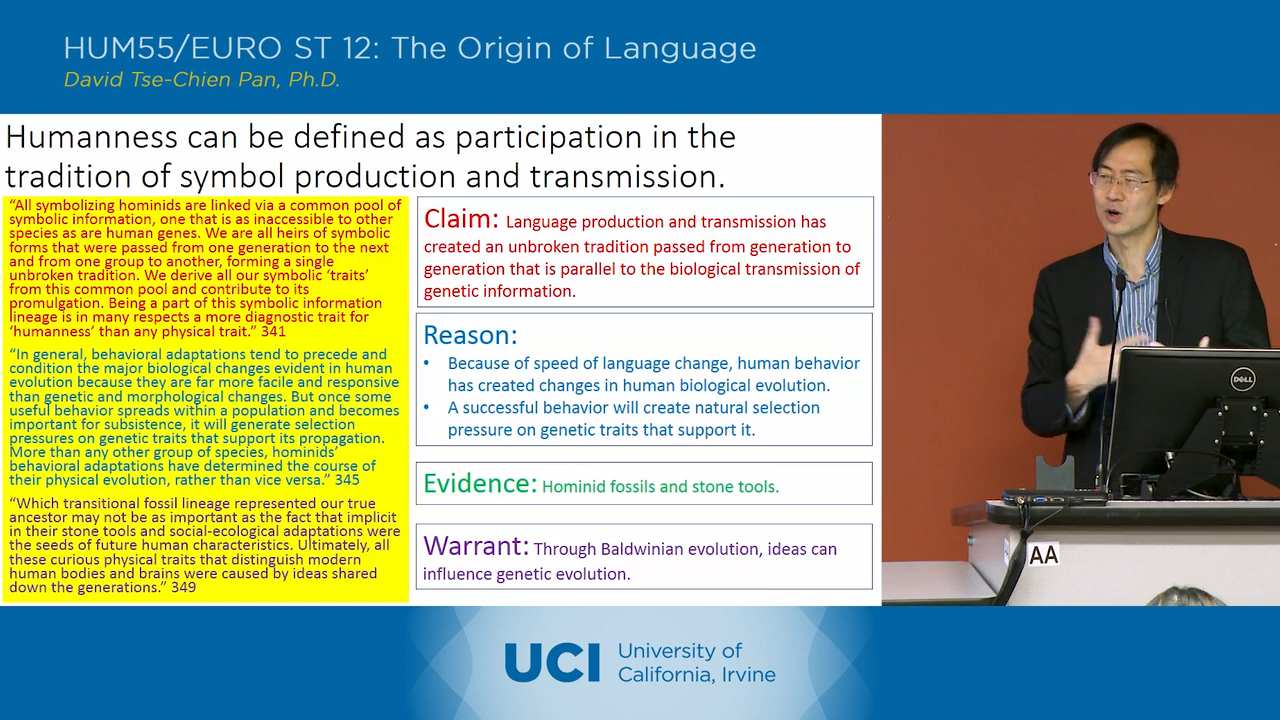 HUM55/EURO ST 12: The Origin of Language
David Tse-Chien Pan, Ph.D.
Humanness can be defined as participation in the
tradition of symbol production and transmission.
“All symbolizing hominids are linked via a common pool of
symbolic information, one that is as inaccessible to other
species as are human genes. We are all heirs of symbolic
forms that were passed from one generation to the next
and from one group to another, forming a single
unbroken tradition. We derive all our symbolic ‘traits’
from this common pool and contribute to its
promulgation. Being a part of this symbolic information
lineage is in many respects a more diagnostic trait for
‘humanness’ than any physical trait.” 341
“In general, behavioral adaptations tend to precede and
condition the major biological changes evident in human
evolution because they are far more facile and responsive
than genetic and morphological changes. But once some
useful behavior spreads within a population and becomes
important for subsistence, it will generate selection
pressures on genetic traits that support its propagation.
More than any other group of species, hominids’
behavioral adaptations have determined the course of
their physical evolution, rather than vice versa.” 345
“Which transitional fossil lineage represented our true
ancestor may not be as important as the fact that implicit
in their stone tools and social-ecological adaptations were
the seeds of future human characteristics. Ultimately, all
these curious physical traits that distinguish modern
human bodies and brains were caused by ideas shared
down the generations.” 349
Claim: Language production and transmission has
created an unbroken tradition passed from generation to
generation that is parallel to the biological transmission of
genetic information.
Reason:
• Because of speed of language change, human behavior
has created changes in human biological evolution.
• A successful behavior will create natural selection
pressure on genetic traits that support it.
Evidence: Hominid fossils and stone tools.
Warrant: Through Baldwinian evolution, ideas can
influence genetic evolution.
DELL
AA
UCI University of
California, Irvine